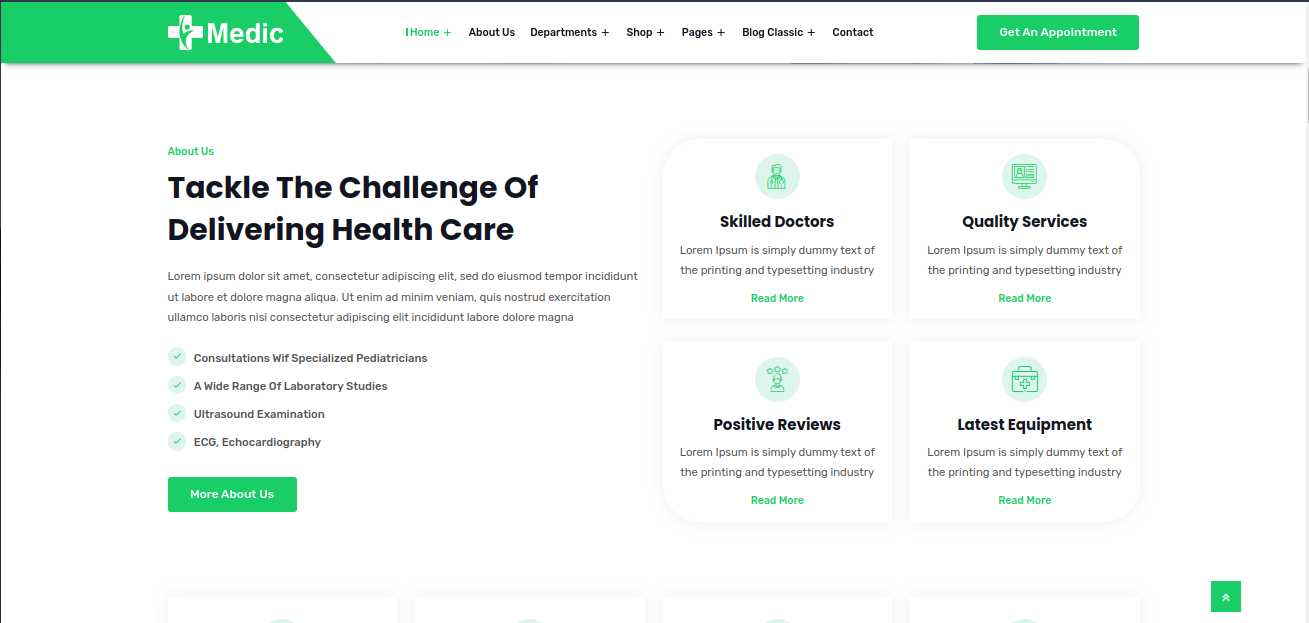 Medic
Home + About Us Departments + Shop + Pages + Blog Classic + Contact
Get An Appointment
About Us
Tackle The Challenge Of
Delivering Health Care
Lorem ipsum dolor sit amet, consectetur adipiscing elit, sed do eiusmod tempor incididunt
ut labore et dolore magna aliqua. Ut enim ad minim veniam, quis nostrud exercitation
ullamco laboris nisi consectetur adipiscing elit incididunt labore dolore magna
Consultations Wif Specialized Pediatricians
A Wide Range Of Laboratory Studies
Ultrasound Examination
ECG, Echocardiography
More About Us
Skilled Doctors
Lorem Ipsum is simply dummy text of
the printing and typesetting industry
Read More
Quality Services
Lorem Ipsum is simply dummy text of
the printing and typesetting industry
Read More
Positive Reviews
Lorem Ipsum is simply dummy text of
the printing and typesetting industry
Read More
Latest Equipment
Lorem Ipsum is simply dummy text of
the printing and typesetting industry
Read More